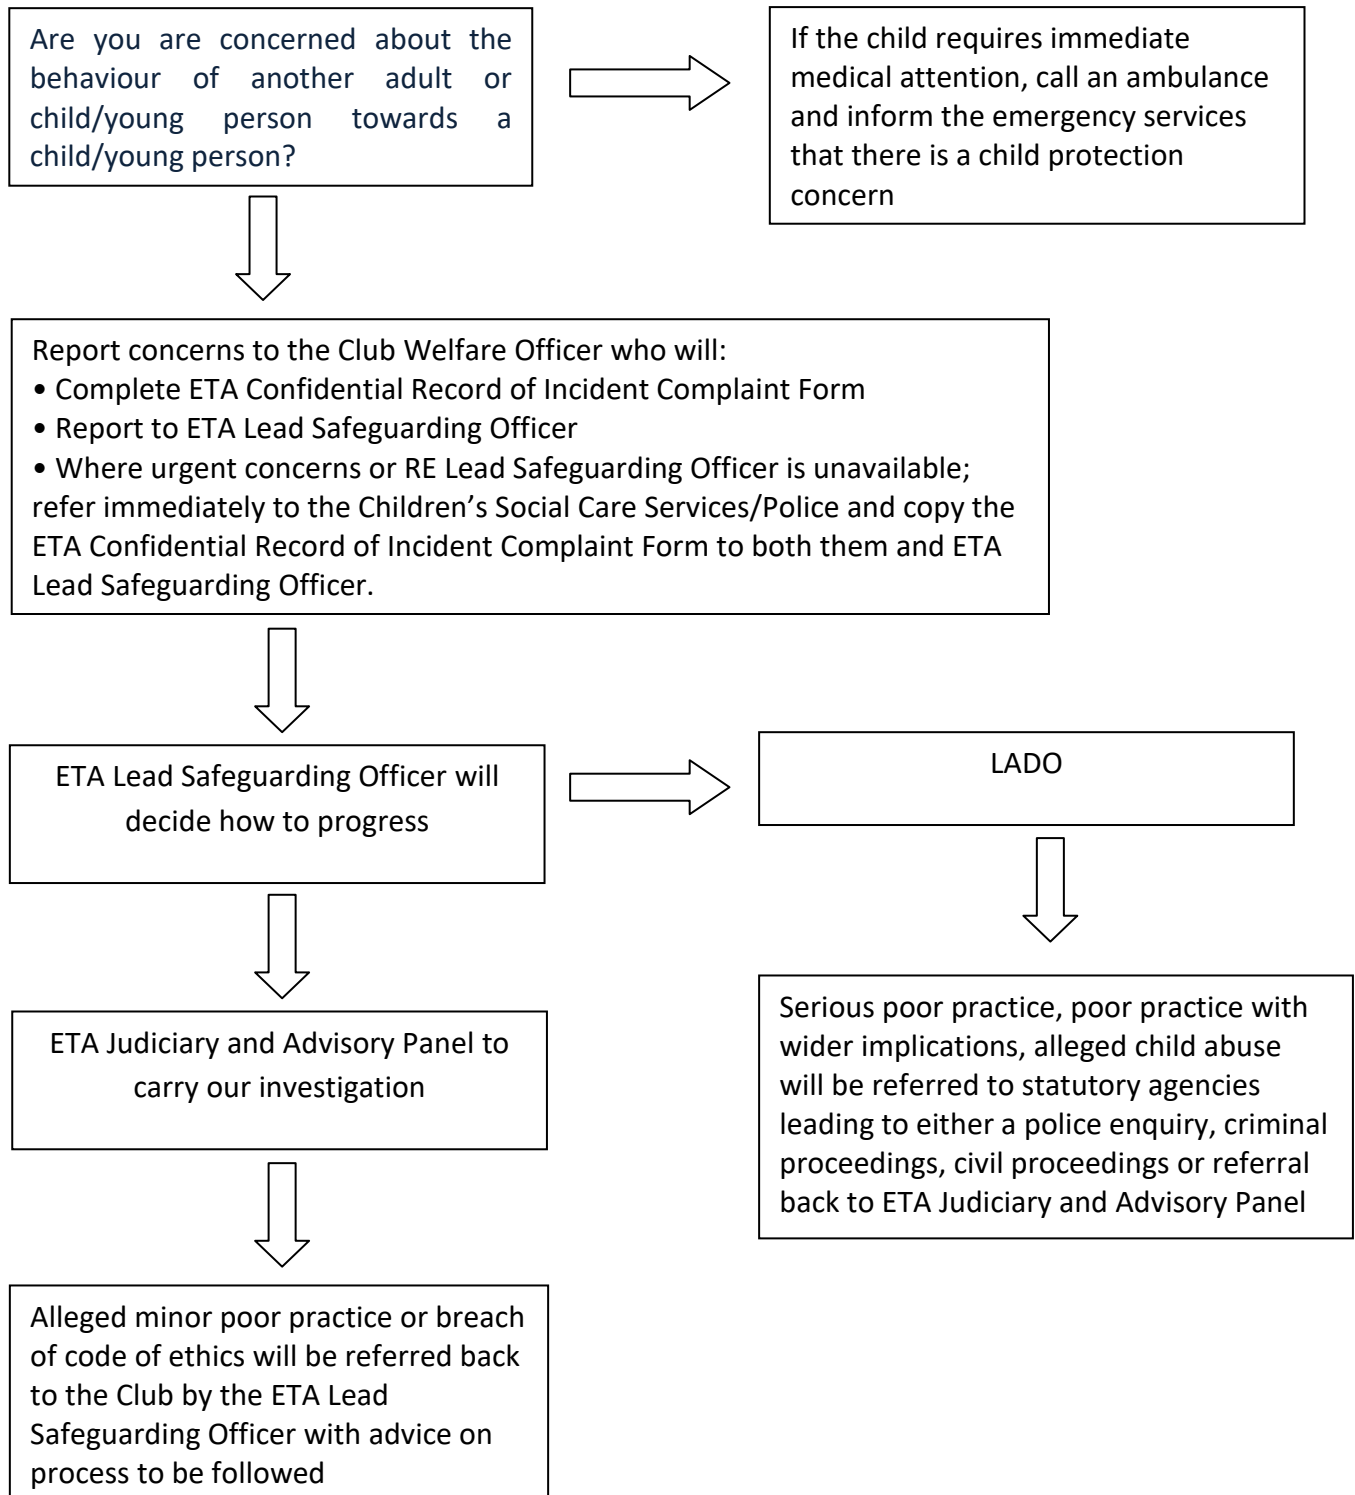 Are you are concerned about the
behaviour of another adult or
child/young person towards a
child/young person?
If the child requires immediate
medical attention, call an ambulance
and inform the emergency services
that there is a child protection
concern
Report concerns to the Club Welfare Officer who will:
• Complete ETA Confidential Record of Incident Complaint Form
• Report to ETA Lead Safeguarding Officer
• Where urgent concerns or RE Lead Safeguarding Officer is unavailable;
refer immediately to the Children’s Social Care Services/Police and copy the
ETA Confidential Record of Incident Complaint Form to both them and ETA
Lead Safeguarding Officer.
ETA Lead Safeguarding Officer will
decide how to progress
LADO
ETA Judiciary and Advisory Panel to
carry our investigation
Serious poor practice, poor practice with
wider implications, alleged child abuse
will be referred to statutory agencies
leading to either a police enquiry, criminal
proceedings, civil proceedings or referral
back to ETA Judiciary and Advisory Panel
Alleged minor poor practice or breach
of code of ethics will be referred back
to the Club by the ETA Lead
Safeguarding Officer with advice on
process to be followed